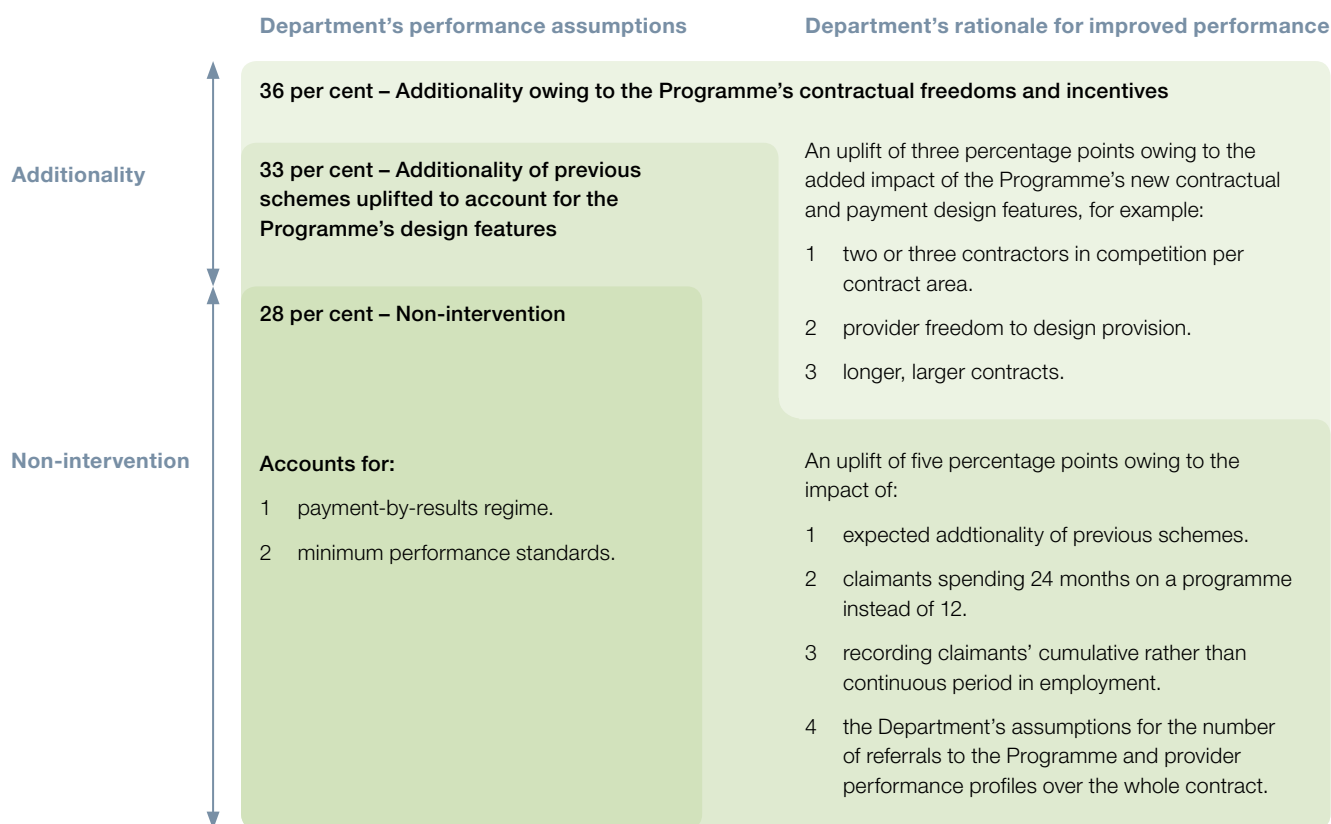 Department's performance assumptions
Department's rationale for improved performance
Additionality
36 per cent – Additionality owing to the Programme's contractual freedoms and incentives
33 per cent – Additionality of previous
schemes uplifted to account for the
Programme's design features
An uplift of three percentage points owing to the
added impact of the Programme's new contractual
and payment design features, for example:
1 two or three contractors in competition per
contract area.
2 provider freedom to design provision.
3 longer, larger contracts.
Non-intervention
28 per cent – Non-intervention
Accounts for:
1 payment-by-results regime.
2 minimum performance standards.
An uplift of five percentage points owing to the
impact of:
1 expected addtionality of previous schemes.
2 claimants spending 24 months on a programme
instead of 12.
3 recording claimants' cumulative rather than
continuous period in employment.
4 the Department's assumptions for the number
of referrals to the Programme and provider
performance profiles over the whole contract.